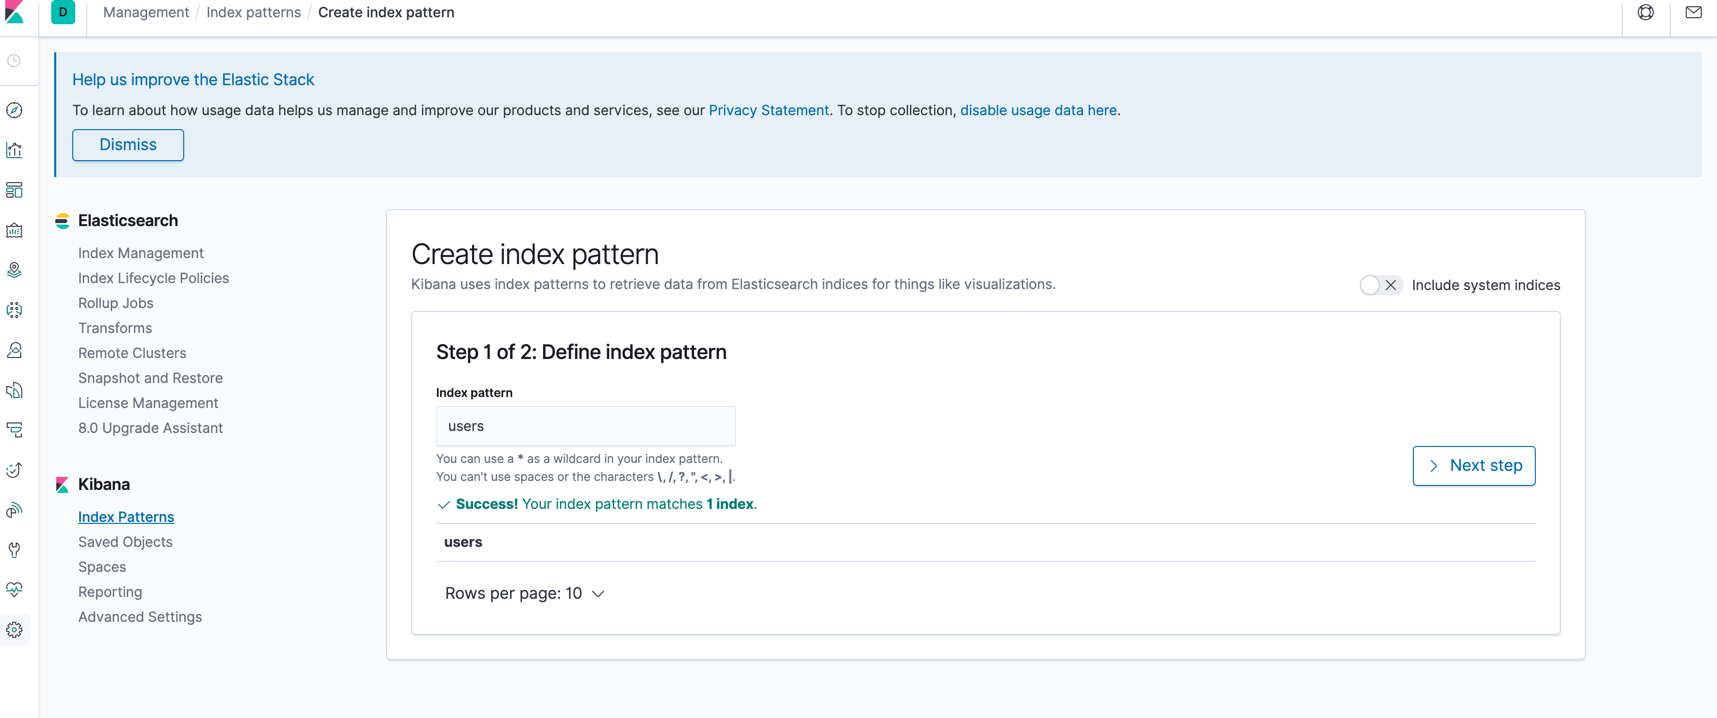 D Management / Index patterns / Create index pattern
Help us improve the Elastic Stack
To learn about how usage data helps us manage and improve our products and services, see our Privacy Statement. To stop collection, disable usage data here.
Dismiss
Elasticsearch
Index Management
Index Lifecycle Policies
Rollup Jobs
Transforms
Remote Clusters
Snapshot and Restore
License Management
8.0 Upgrade Assistant
Kibana
Index Patterns
Saved Objects
Spaces
Reporting
Advanced Settings
Create index pattern
Kibana uses index patterns to retrieve data from Elasticsearch indices for things like visualizations.
Include system indices
Step 1 of 2: Define index pattern
Index pattern
users
You can use a * as a wildcard in your index pattern.
You can't use spaces or the characters \, /, ?, ", <, >, |.
Next step
Success! Your index pattern matches 1 index.
users
Rows per page: 10